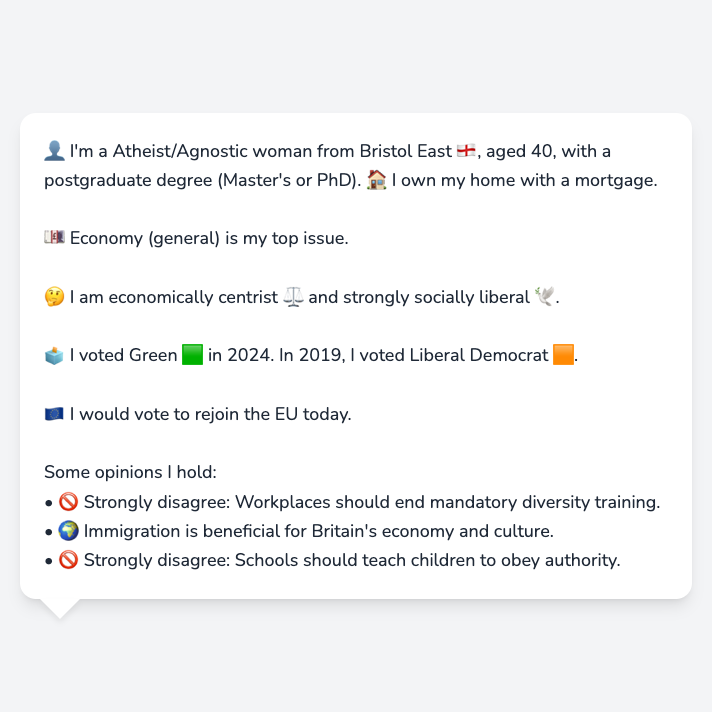 👤 I'm a Atheist/Agnostic woman from Bristol East 🏴󠁧󠁢󠁥󠁮󠁧󠁿, aged 40, with a
postgraduate degree (Master's or PhD). 🏠 I own my home with a mortgage.
💷 Economy (general) is my top issue.
🤔 I am economically centrist ⚖️ and strongly socially liberal 🕊️.
🗳️ I voted Green 🟩 in 2024. In 2019, I voted Liberal Democrat 🟧.
🇪🇺 I would vote to rejoin the EU today.
Some opinions I hold:
• 🚫 Strongly disagree: Workplaces should end mandatory diversity training.
• 🌍 Immigration is beneficial for Britain's economy and culture.
• 🚫 Strongly disagree: Schools should teach children to obey authority.